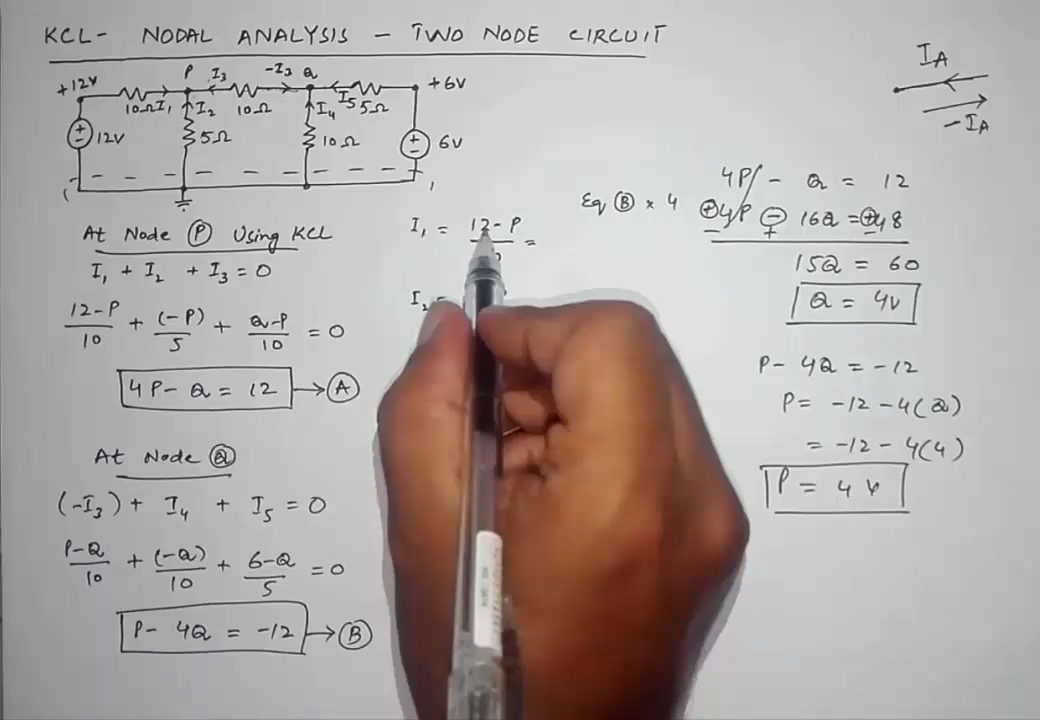 KCL- NODAL ANALYSIS - TWO NODE CIRCUIT
+12V P I3 -I3 Q +6V
10Ω I1 I2 10Ω I4 I5 5Ω
12V 5Ω 10Ω 6V
At Node P Using KCL
I1 + I2 + I3 = 0
12-P/10 + (-P)/5 + Q-P/10 = 0
4P - Q = 12 → A
At Node Q
(-I3) + I4 + I5 = 0
P-Q/10 + (-Q)/10 + 6-Q/5 = 0
P - 4Q = -12 → B
I1 = 12-P =
I2 =
IA
-IA
4P - Q = 12
Eq B × 4 4P 16Q = 48
15Q = 60
Q = 4V
P - 4Q = -12
P = -12 - 4(Q)
= -12 - 4(4)
P = 4 V